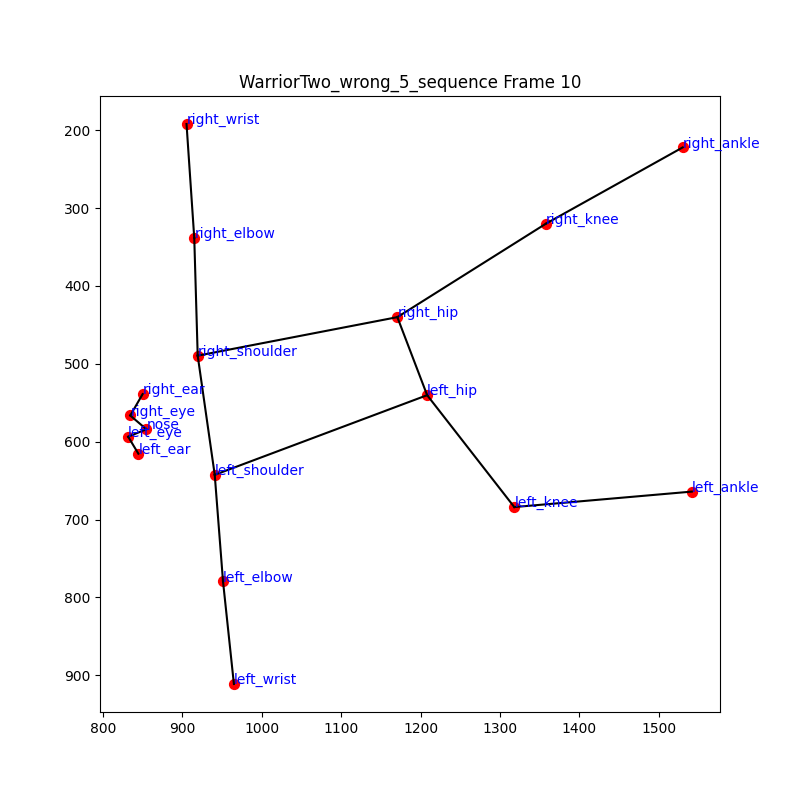 WarriorTwo_wrong_5_sequence Frame 10
200
300
400
500
600
700
800
900
right_wrist
right_ankle
right_knee
right_elbow
right_hip
right_shoulder
right_ear
left_hip
right_eye
nose
left_eye
left_ear
left_shoulder
left_ankle
left_knee
left_elbow
left_wrist
800 900 1000 1100 1200 1300 1400 1500